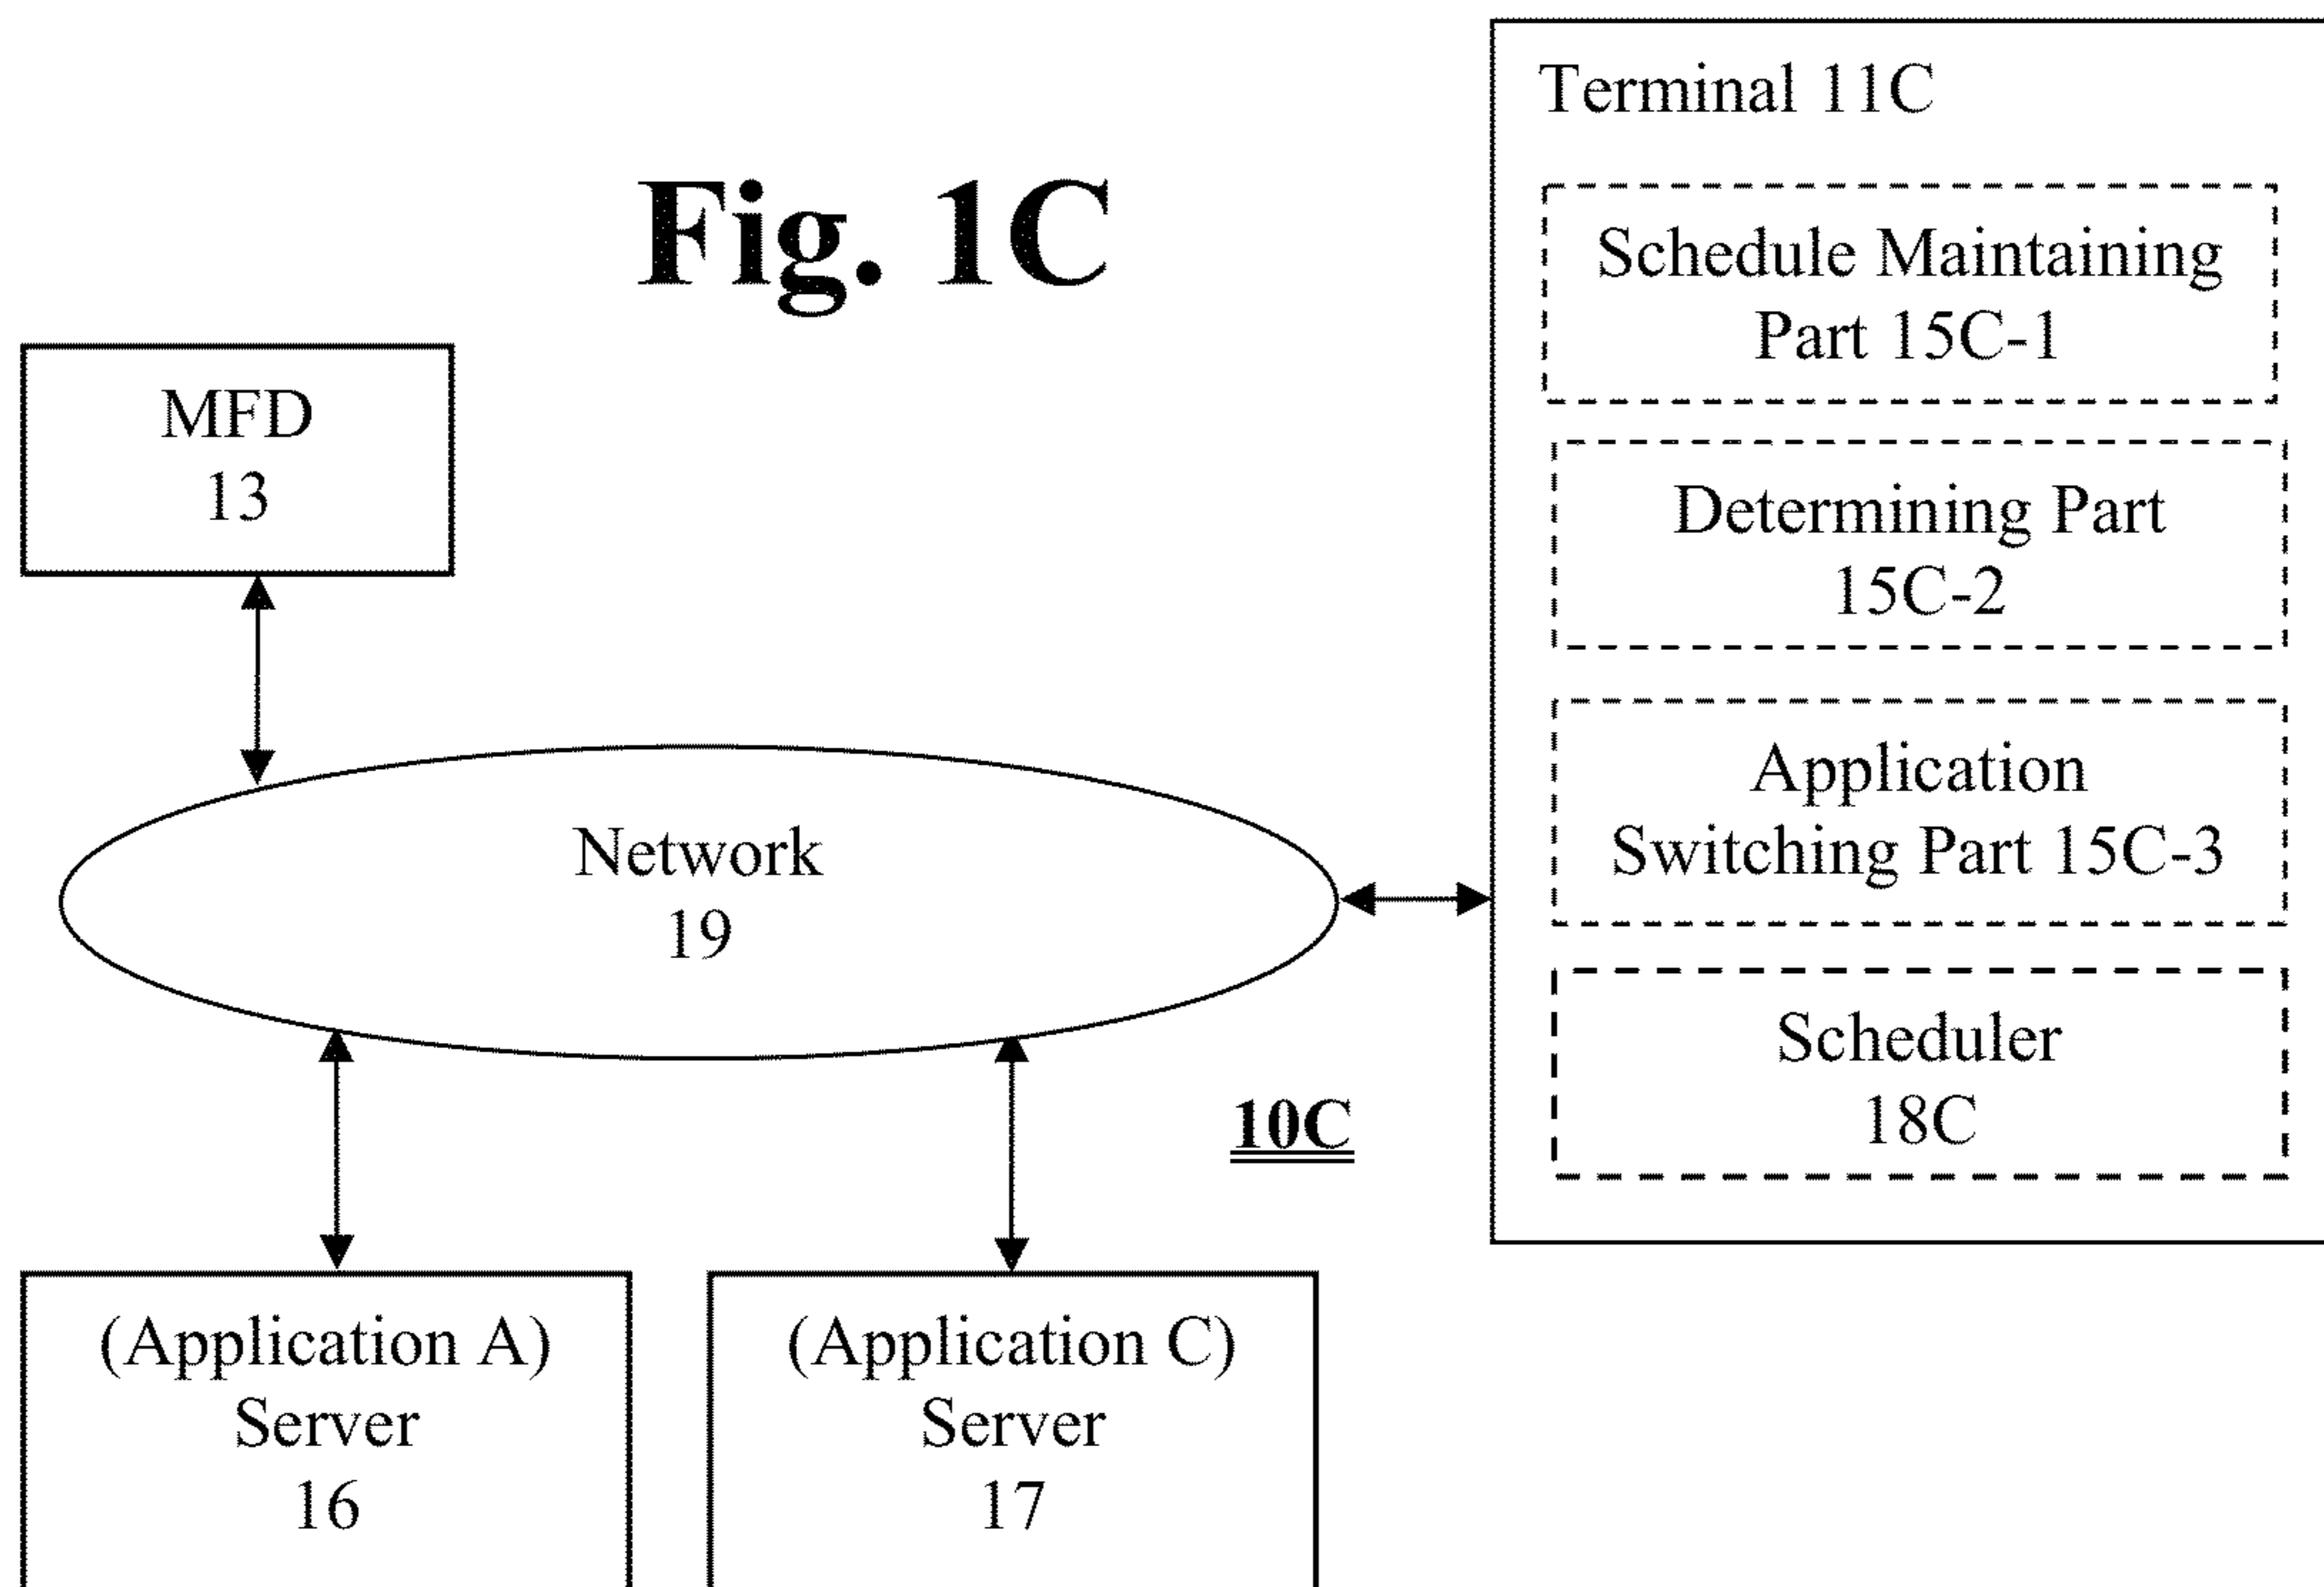 Fig. 1C
MFD
13
Network
19
10C
(Application A)
Server
16
(Application C)
Server
17
Terminal 11C
Schedule Maintaining
Part 15C-1
Determining Part
15C-2
Application
Switching Part 15C-3
Scheduler
18C